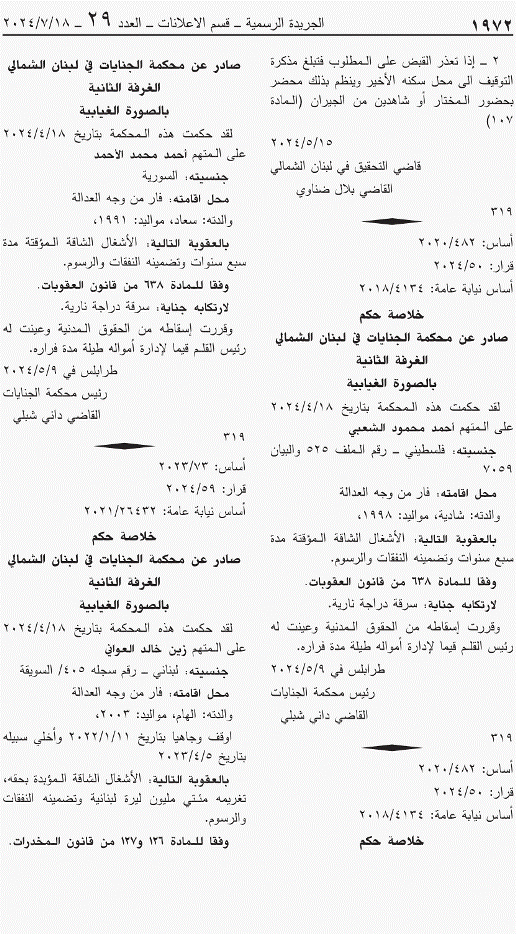 ١٩٧٢
الجريدة الرسمية ــ قسم الاعلانات ــ العدد ٢٩ ــ ٢٠٢٤/٧/١٨
٢ ــ إذا تعذر القبض على المطلوب فتبلغ مذكرة
التوقيف الى محل سكنه الأخير وينظم بذلك محضر
بحضور المختار أو شاهدين من الجيران (المادة
١٠٧)
٢٠٢٤/٥/١٥
قاضي التحقيق في لبنان الشمالي
القاضي بلال ضناوي
٣١٩
أساس: ٢٠٢٠/٤٨٢
قرار: ٢٠٢٤/٥٠
أساس نيابة عامة: ٢٠١٨/٤١٣٤
خلاصة حكم
صادر عن محكمة الجنايات في لبنان الشمالي
الغرفة الثانية
بالصورة الغيابية
لقد حكمت هذه المحكمة بتاريخ ٢٠٢٤/٤/١٨
على المتهم احمد محمود الشعبي
جنسيته: فلسطيني ــ رقم الملف ٥٢٥ والبيان
٧٠٥٩
محل اقامته: فار من وجه العدالة
والدته: شادية، مواليد: ١٩٩٨،
بالعقوبة التالية: الأشغال الشاقة المؤقتة مدة
سبع سنوات وتضمينه النفقات والرسوم.
وفقا للمادة ٦٣٨ من قانون العقوبات.
لارتكابه جناية: سرقة دراجة نارية.
وقررت إسقاطه من الحقوق المدنية وعينت له
رئيس القلم قيما لإدارة أمواله طيلة مدة فراره.
طرابلس في ٢٠٢٤/٥/٩
رئيس محكمة الجنايات
القاضي داني شبلي
٣١٩
أساس: ٢٠٢٠/٤٨٢
قرار: ٢٠٢٤/٥٠
أساس نيابة عامة: ٢٠١٨/٤١٣٤
خلاصة حكم
صادر عن محكمة الجنايات في لبنان الشمالي
الغرفة الثانية
بالصورة الغيابية
لقد حكمت هذه المحكمة بتاريخ ٢٠٢٤/٤/١٨
على المتهم أحمد محمد الأحمد
جنسيته: السورية
محل اقامته: فار من وجه العدالة
والدته: سعاد، مواليد: ١٩٩١،
بالعقوبة التالية: الأشغال الشاقة المؤقتة مدة
سبع سنوات وتضمينه النفقات والرسوم.
وفقا للمادة ٦٣٨ من قانون العقوبات.
لارتكابه جناية: سرقة دراجة نارية.
وقررت إسقاطه من الحقوق المدنية وعينت له
رئيس القلم قيما لإدارة أمواله طيلة مدة فراره.
طرابلس في ٢٠٢٤/٥/٩
رئيس محكمة الجنايات
القاضي داني شبلي
٣١٩
أساس: ٢٠٢٣/٧٣
قرار: ٢٠٢٤/٥٩
أساس نيابة عامة: ٢٠٢١/٢٦٤٣٢
خلاصة حكم
صادر عن محكمة الجنايات في لبنان الشمالي
الغرفة الثانية
بالصورة الغيابية
لقد حكمت هذه المحكمة بتاريخ ٢٠٢٤/٤/١٨
على المتهم زين خالد العواني
جنسيته: لبناني ــ رقم سجله ٤٠٥/ السويقة
محل اقامته: فار من وجه العدالة
والدته: الهام، مواليد: ٢٠٠٣،
اوقف وجاهيا بتاريخ ٢٠٢٢/١/١١ وأخلي سبيله
بتاريخ ٢٠٢٣/٤/٥
بالعقوبة التالية: الأشغال الشاقة المؤبدة بحقه،
تغريمه مئتي مليون ليرة لبنانية وتضمينه النفقات
والرسوم.
وفقا للمادة ١٢٦ و١٢٧ من قانون المخدرات.